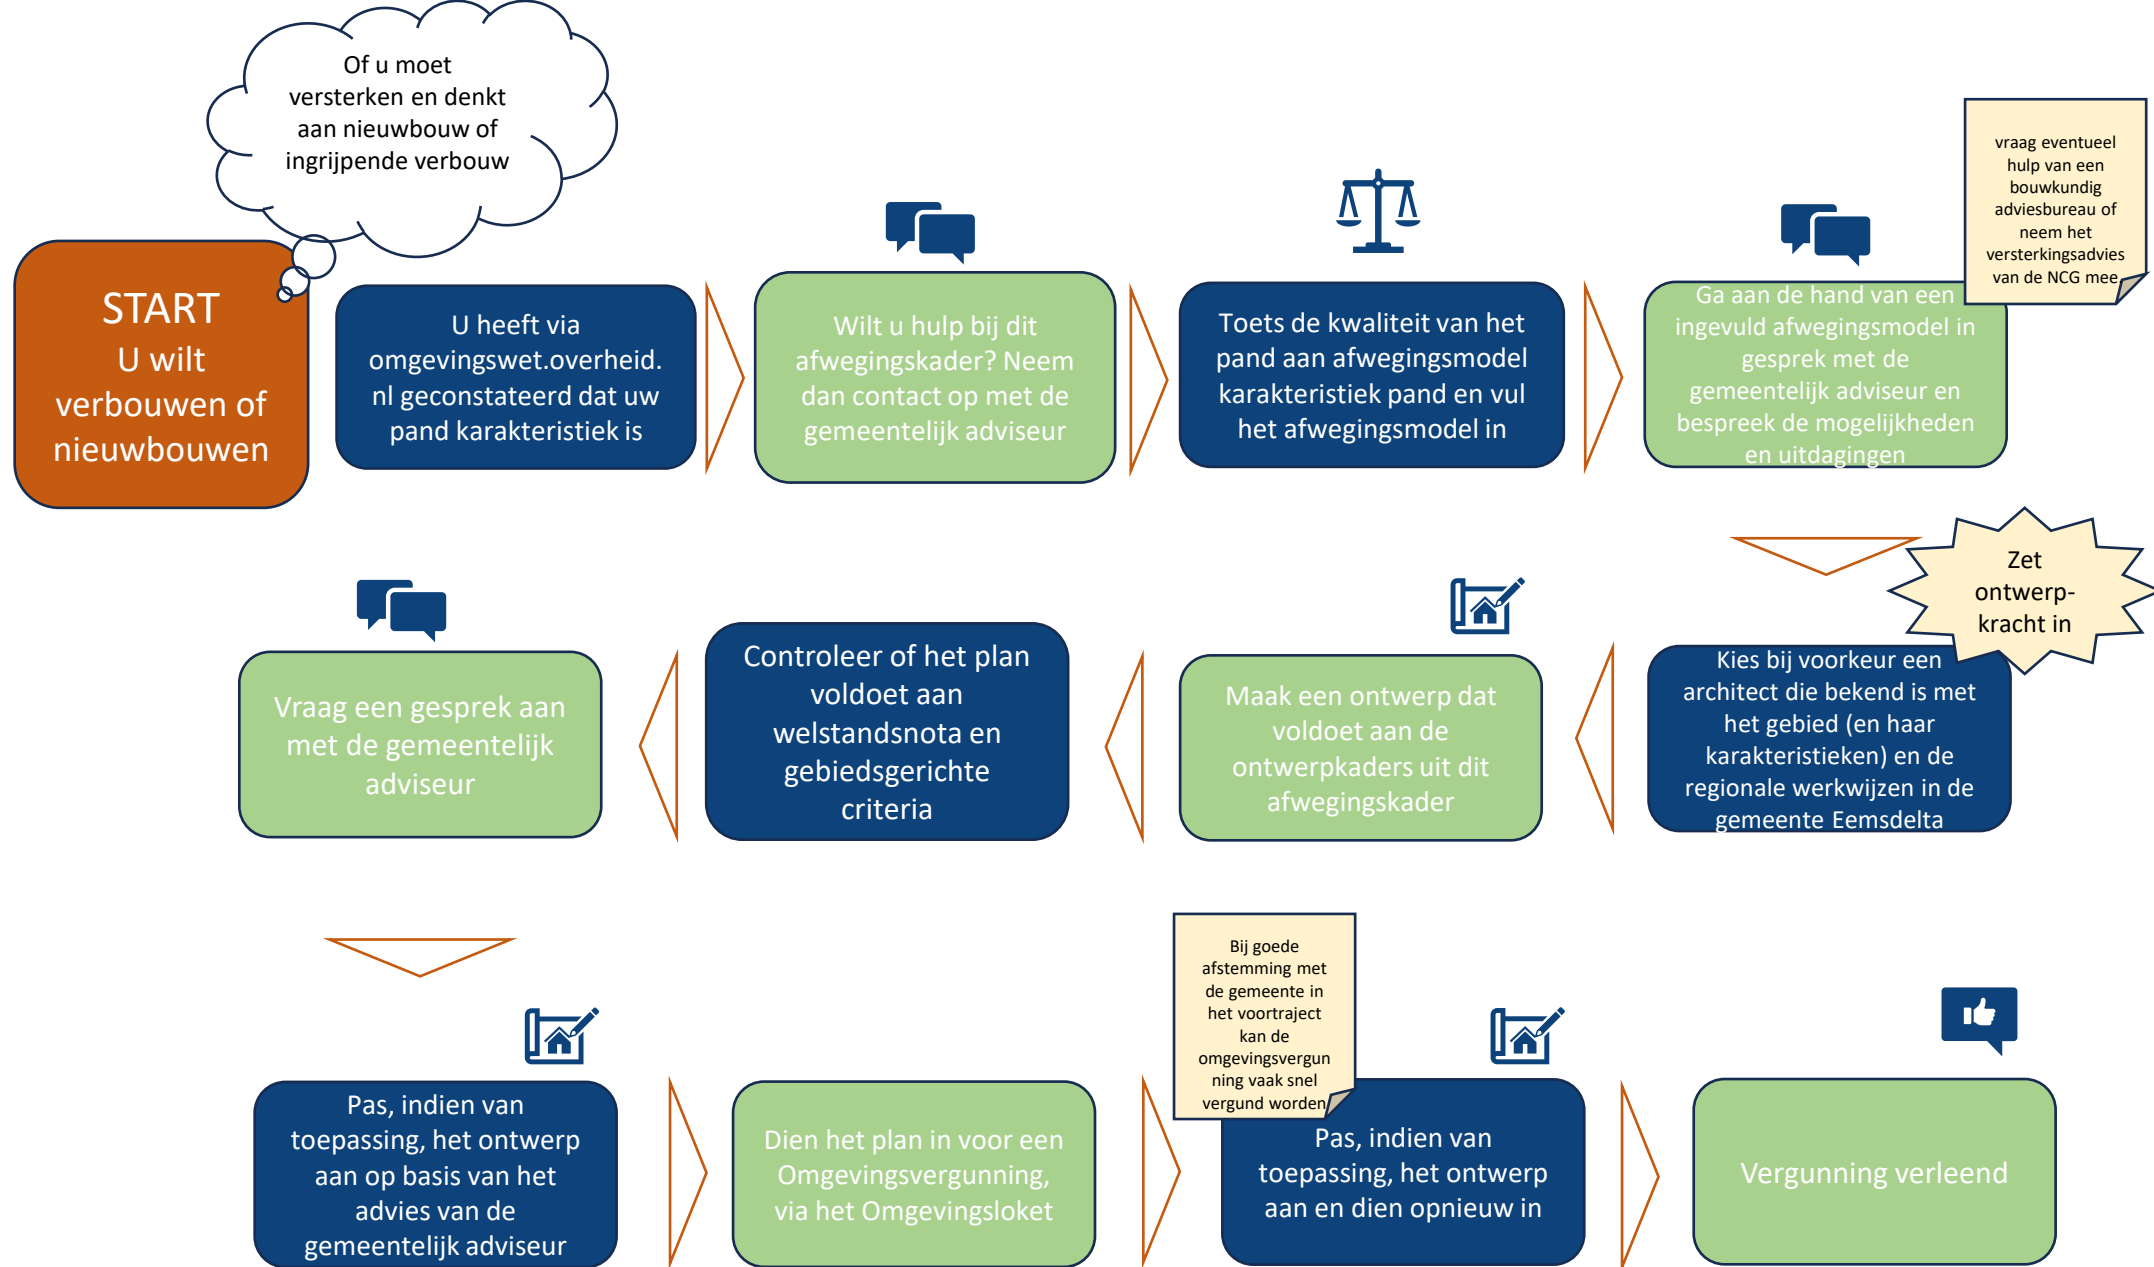 Of u moet
versterken en denkt
aan nieuwbouw of
ingrijpende verbouw
START
U wilt
verbouwen of
nieuwbouwen
U heeft via
omgevingswet.overheid.
nl geconstateerd dat uw
pand karakteristiek is
Wilt u hulp bij dit
afwegingskader? Neem
dan contact op met de
gemeentelijk adviseur
Toets de kwaliteit van het
pand aan afwegingsmodel
karakteristiek pand en vul
het afwegingsmodel in
vraag eventueel
hulp van een
bouwkundig
adviesbureau of
neem het
versterkingsadvies
van de NCG mee
Ga aan de hand van een
ingevuld afwegingsmodel in
gesprek met de
gemeentelijk adviseur en
bespreek de mogelijkheden
en uitdagingen
Zet
ontwerp-
kracht in
Kies bij voorkeur een
architect die bekend is met
het gebied (en haar
karakteristieken) en de
regionale werkwijzen in de
gemeente Eemsdelta
Maak een ontwerp dat
voldoet aan de
ontwerpkaders uit dit
afwegingskader
Controleer of het plan
voldoet aan
welstandsnota en
gebiedsgerichte
criteria
Vraag een gesprek aan
met de gemeentelijk
adviseur
Pas, indien van
toepassing, het ontwerp
aan op basis van het
advies van de
gemeentelijk adviseur
Dien het plan in voor een
Omgevingsvergunning,
via het Omgevingsloket
Bij goede
afstemming met
de gemeente in
het voortraject
kan de
omgevingsvergun
ning vaak snel
vergund worden
Pas, indien van
toepassing, het ontwerp
aan en dien opnieuw in
Vergunning verleend